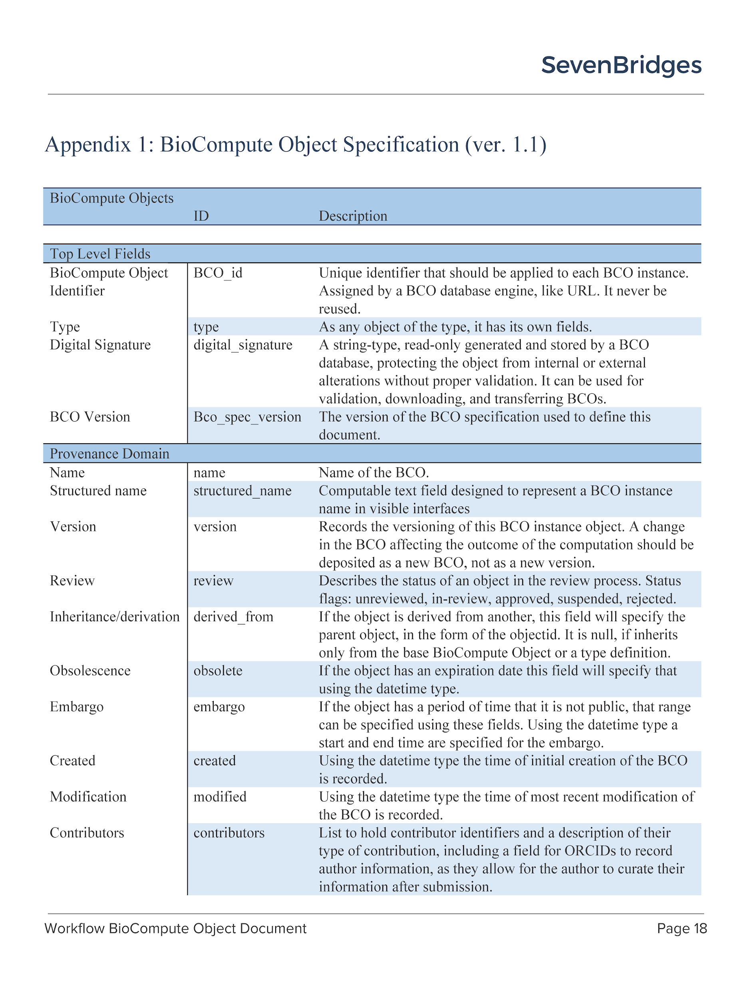 SevenBridges
Appendix 1: BioCompute Object Specification (ver. 1.1)
BioCompute Objects
ID Description
Top Level Fields
BioCompute Object BCO_id Unique identifier that should be applied to each BCO instance.
Identifier Assigned by a BCO database engine, like URL. It never be
reused.
Type type As any object of the type, it has its own fields.
Digital Signature digital_signature A string-type, read-only generated and stored by a BCO
database, protecting the object from internal or external
alterations without proper validation. It can be used for
validation, downloading, and transferring BCOs.
BCO Version Bco_spec_version The version of the BCO specification used to define this
document.
Provenance Domain
Name name Name of the BCO.
Structured name structured_name Computable text field designed to represent a BCO instance
name in visible interfaces
Version version Records the versioning of this BCO instance object. A change
in the BCO affecting the outcome of the computation should be
deposited as a new BCO, not as a new version.
Review review Describes the status of an object in the review process. Status
flags: unreviewed, in-review, approved, suspended, rejected.
Inheritance/derivation derived_from If the object is derived from another, this field will specify the
parent object, in the form of the objectid. It is null, if inherits
only from the base BioCompute Object or a type definition.
Obsolescence obsolete If the object has an expiration date this field will specify that
using the datetime type.
Embargo embargo If the object has a period of time that it is not public, that range
can be specified using these fields. Using the datetime type a
start and end time are specified for the embargo.
Created created Using the datetime type the time of initial creation of the BCO
is recorded.
Modification modified Using the datetime type the time of most recent modification of
the BCO is recorded.
Contributors contributors List to hold contributor identifiers and a description of their
type of contribution, including a field for ORCIDs to record
author information, as they allow for the author to curate their
information after submission.
Workflow BioCompute Object Document Page 18